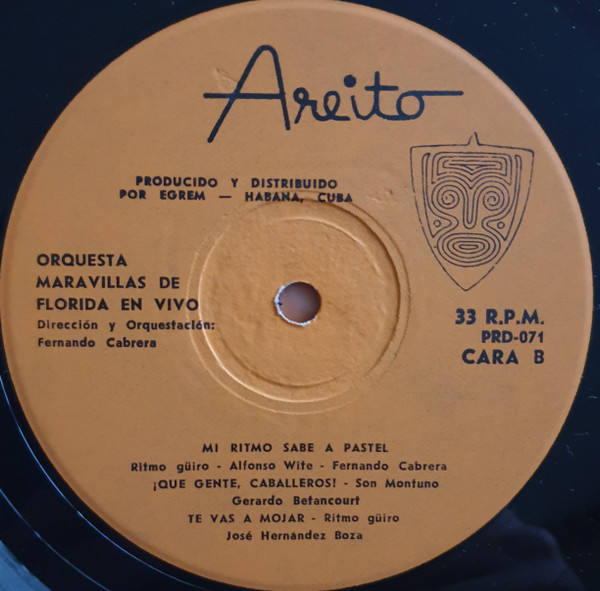 Areito
PRODUCIDO Y DISTRIBUIDO
POR EGREM — HABANA, CUBA
ORQUESTA
MARAVILLAS DE
FLORIDA EN VIVO
Dirección y Orquestación:
Fernando Cabrera
33 R.P.M.
PRD-071
CARA B
MI RITMO SABE A PASTEL
Ritmo güiro - Alfonso Wite - Fernando Cabrera
¡QUE GENTE, CABALLEROS! - Son Montuno
Gerardo Betancourt
TE VAS A MOJAR - Ritmo güiro
José Hernández Boza